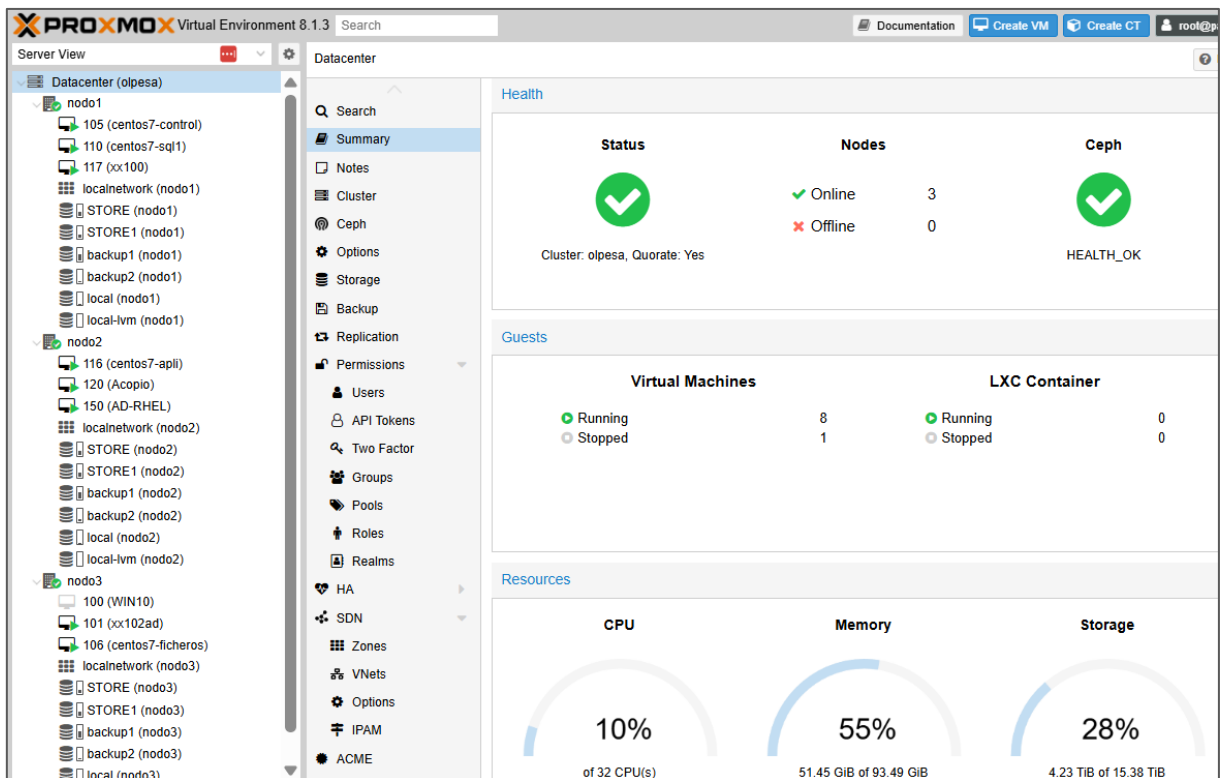 PROXMOX Virtual Environment 8.1.3 Search Documentation Create VM Create CT root@p
Server View
Datacenter (olpesa)
nodo1
105 (centos7-control)
110 (centos7-sql1)
117 (xx100)
localnetwork (nodo1)
STORE (nodo1)
STORE1 (nodo1)
backup1 (nodo1)
backup2 (nodo1)
local (nodo1)
local-lvm (nodo1)
nodo2
116 (centos7-apli)
120 (Acopio)
150 (AD-RHEL)
localnetwork (nodo2)
STORE (nodo2)
STORE1 (nodo2)
backup1 (nodo2)
backup2 (nodo2)
local (nodo2)
local-lvm (nodo2)
nodo3
100 (WIN10)
101 (xx102ad)
106 (centos7-ficheros)
localnetwork (nodo3)
STORE (nodo3)
STORE1 (nodo3)
backup1 (nodo3)
backup2 (nodo3)
local (nodo3)
Datacenter
Search
Summary
Notes
Cluster
Ceph
Options
Storage
Backup
Replication
Permissions
Users
API Tokens
Two Factor
Groups
Pools
Roles
Realms
HA
SDN
Zones
VNets
Options
IPAM
ACME
Health
Status Nodes Ceph
Online 3
Offline 0
Cluster: olpesa, Quorate: Yes HEALTH_OK
Guests
Virtual Machines LXC Container
Running 8 Running 0
Stopped 1 Stopped 0
Resources
CPU Memory Storage
10% 55% 28%
of 32 CPU(s) 51.45 GiB of 93.49 GiB 4.23 TiB of 15.38 TiB